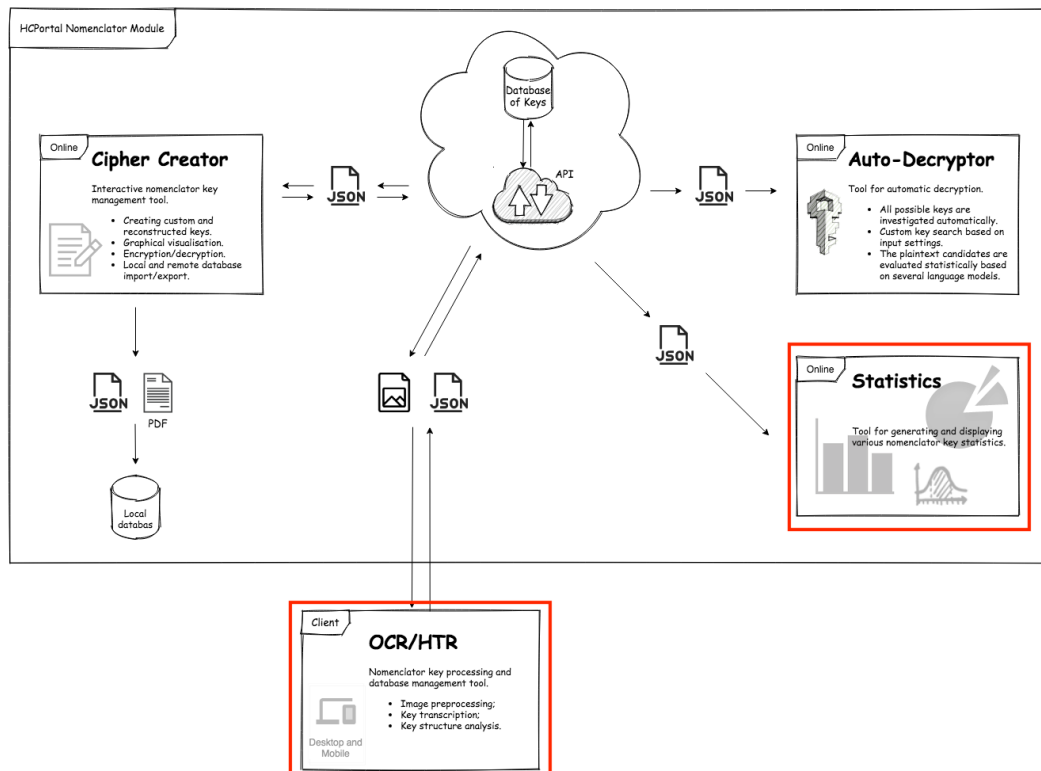 HCPortal Nomenclator Module
Database
of Keys
API
Online
Cipher Creator
Interactive nomenclator key
management tool.
• Creating custom and
reconstructed keys.
• Graphical visualisation.
• Encryption/decryption.
• Local and remote database
import/export.
JSON
JSON
Online
Auto-Decryptor
Tool for automatic decryption.
• All possible keys are
investigated automatically.
• Custom key search based on
input settings.
• The plaintext candidates are
evaluated statistically based
on several language models.
JSON
PDF
JSON
JSON
Online
Statistics
Tool for generating and displaying
various nomenclator key statistics.
Local
databas
Client
OCR/HTR
Nomenclator key processing and
database management tool.
• Image preprocessing;
• Key transcription;
• Key structure analysis.
Desktop and
Mobile